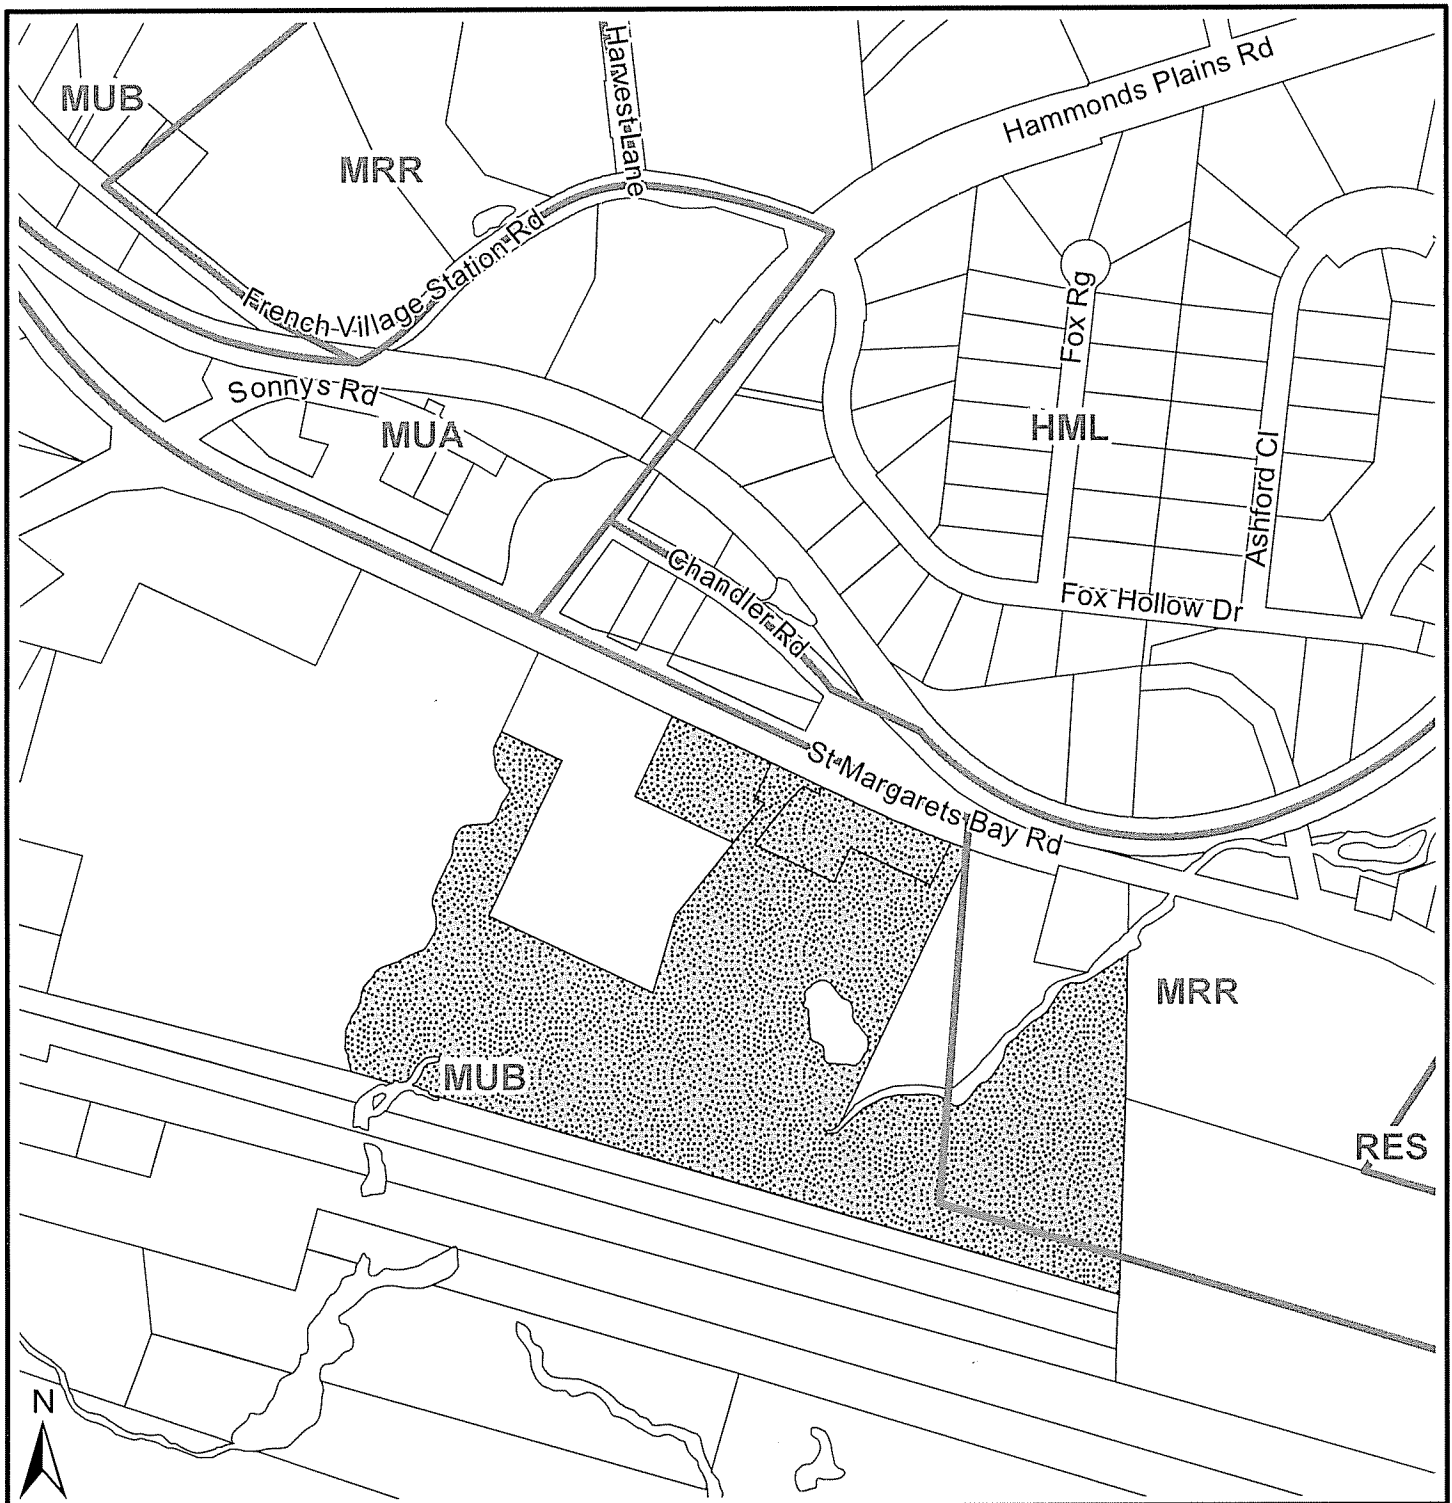 Harvest Lane
Hammonds Plains Rd
MUB
MRR
French Village Station Rd
Fox Rg
Sonnys Rd
MUA
HML
Ashford Cl
Chandler Rd
Fox Hollow Dr
St Margarets Bay Rd
MRR
MUB
RES
N